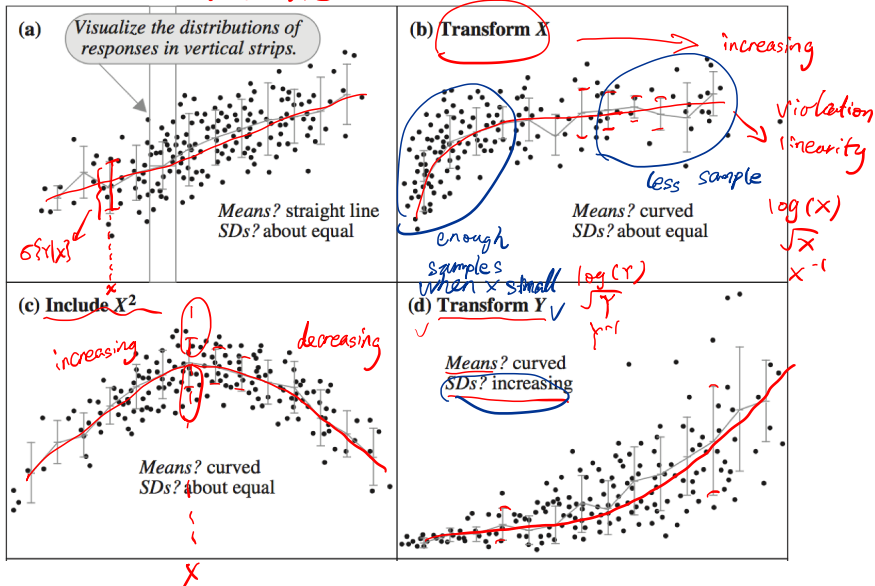 (a)
Visualize the distributions of
responses in vertical strips.
Means? straight line
SDs? about equal
σ{Y|X}
x
(b) Transform X
increasing
violation
linearity
less sample
Means? curved
SDs? about equal
log(X)
√X
X⁻¹
enough
samples
when x small
(c) Include X²
increasing
decreasing
Means? curved
SDs? about equal
X
(d) Transform Y
log(Y)
√Y
Y⁻¹
Means? curved
SDs? increasing